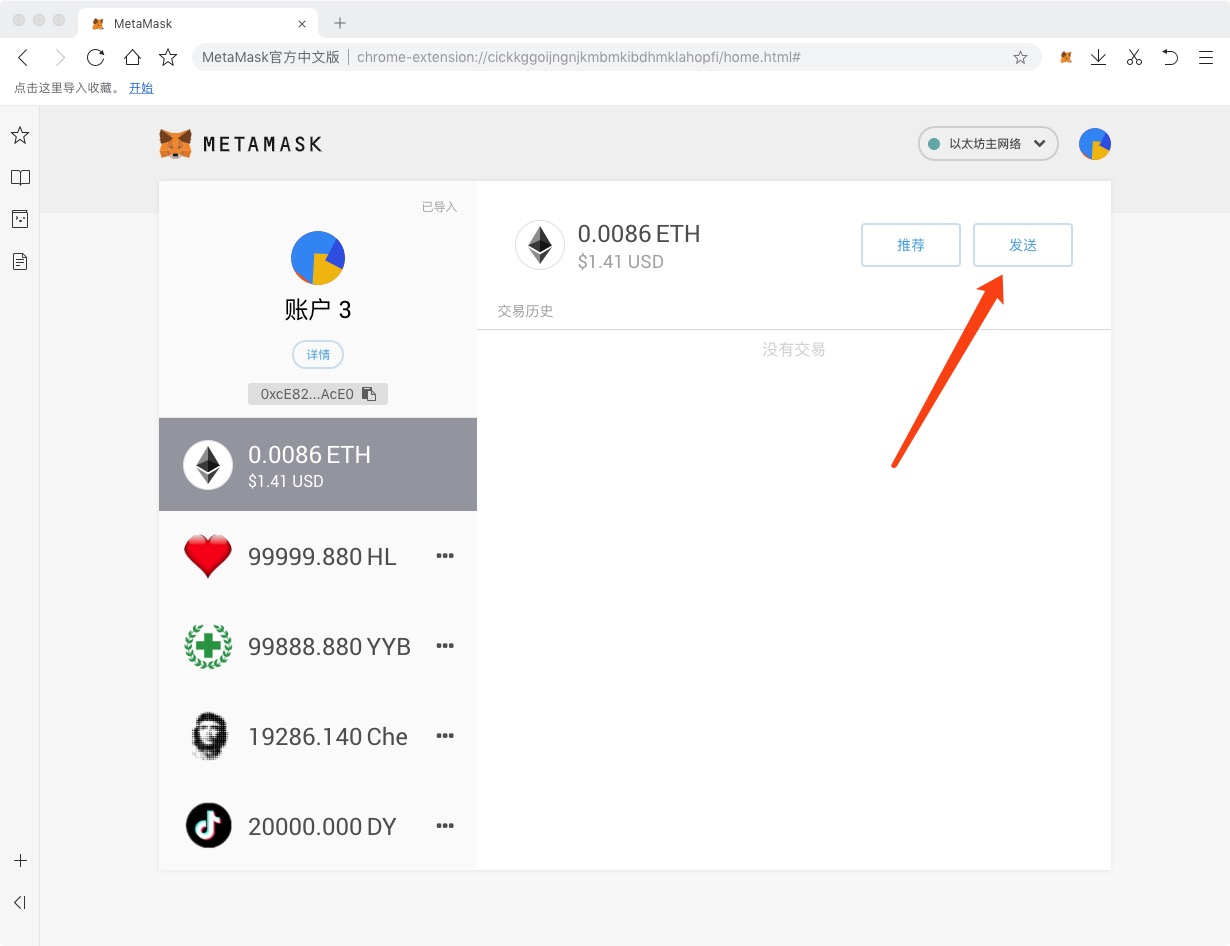 MetaMask
MetaMask官方中文版 | chrome-extension://cickkggoijngnjkmbmkibdhmklahopfi/home.html#
点击这里导入收藏。 开始
METAMASK
以太坊主网络
已导入
账户 3
详情
0xcE82...AcE0
0.0086 ETH
$1.41 USD
99999.880 HL
99888.880 YYB
19286.140 Che
20000.000 DY
0.0086 ETH
$1.41 USD
推荐
发送
交易历史
没有交易